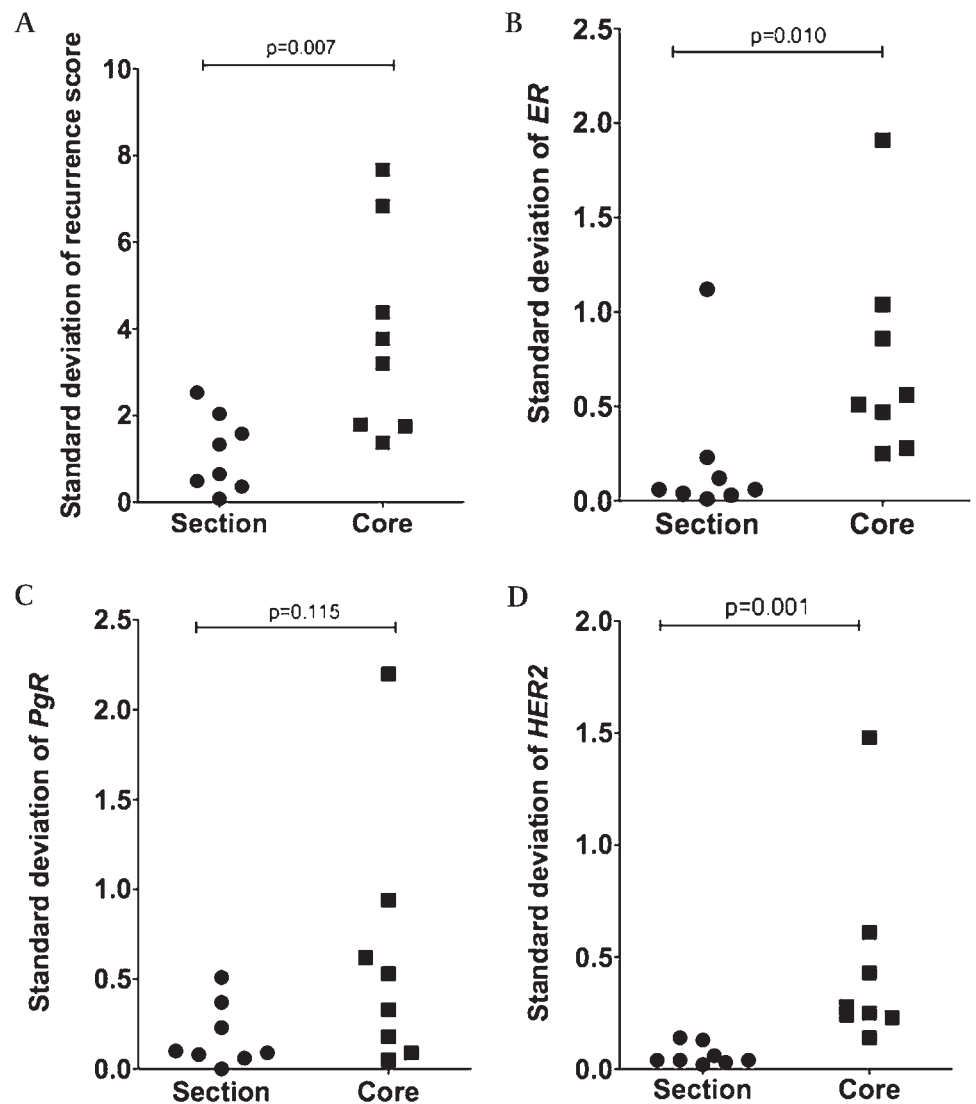 A
p=0.007
Standard deviation of recurrence score
10
8
6
4
2
0
Section Core
B
p=0.010
Standard deviation of ER
2.5
2.0
1.5
1.0
0.5
0.0
Section Core
C
p=0.115
Standard deviation of PgR
2.5
2.0
1.5
1.0
0.5
0.0
Section Core
D
p=0.001
Standard deviation of HER2
2.0
1.5
1.0
0.5
0.0
Section Core